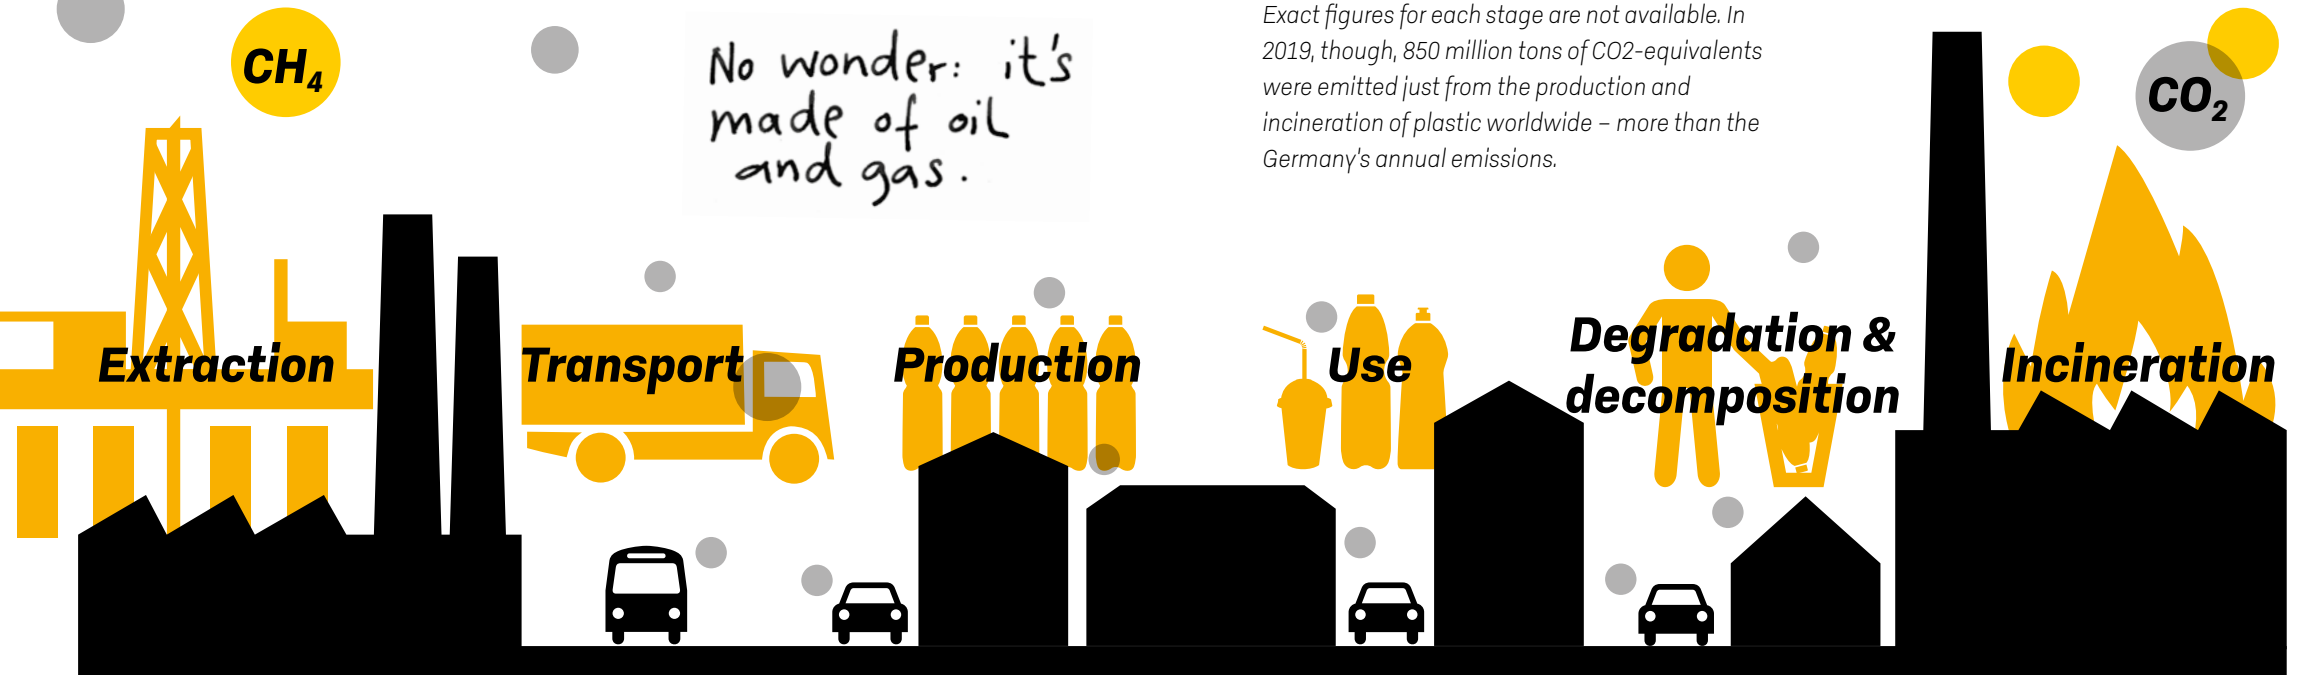 CH₄
No wonder: it's
made of oil
and gas.
Exact figures for each stage are not available. In
2019, though, 850 million tons of CO2-equivalents
were emitted just from the production and
incineration of plastic worldwide – more than the
Germany's annual emissions.
CO₂
Extraction
Transport
Production
Use
Degradation &
decomposition
Incineration